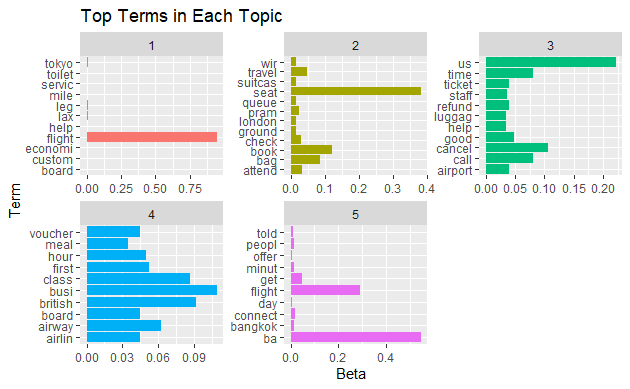 Top Terms in Each Topic
1
tokyo
toilet
servic
mile
leg
lax
help
flight
economi
custom
board
0.00 0.25 0.50 0.75
2
wir
travel
suitcas
seat
queue
pram
london
ground
check
book
bag
attend
0.0 0.1 0.2 0.3 0.4
3
us
time
ticket
staff
refund
luggag
help
good
cancel
call
airport
0.00 0.05 0.10 0.15 0.20
4
voucher
meal
hour
first
class
busi
british
board
airway
airlin
0.00 0.03 0.06 0.09
5
told
peopl
offer
minut
get
flight
day
connect
bangkok
ba
0.0 0.2 0.4
Term
Beta